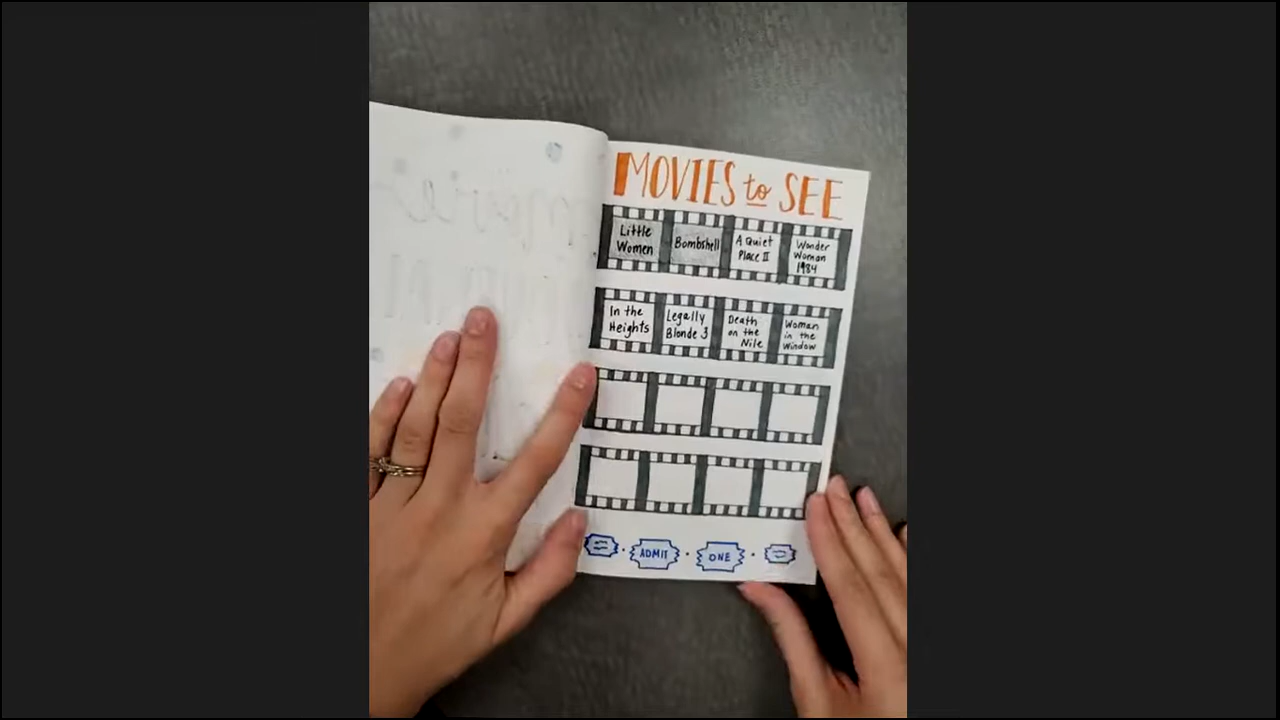 MOVIES to SEE
Little
Women
Bombshell
A Quiet
Place II
Wonder
Woman
1984
In the
Heights
Legally
Blonde 3
Death
on the
Nile
Woman
in the
Window
ADMIT
ONE